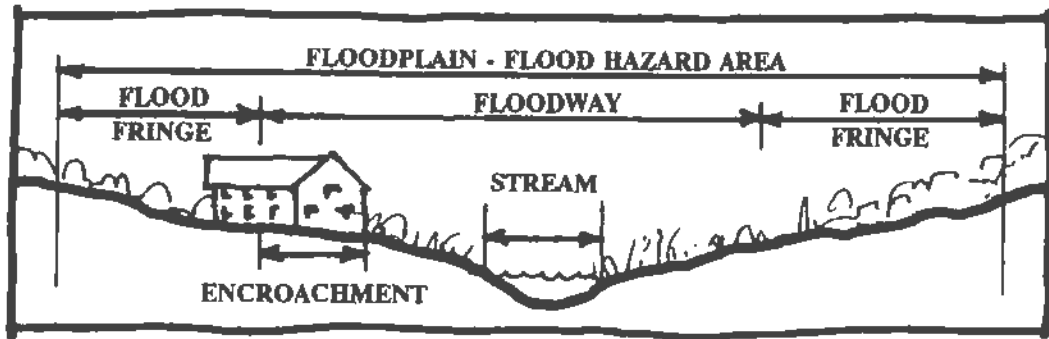 FLOODPLAIN - FLOOD HAZARD AREA
FLOOD
FRINGE
FLOODWAY
FLOOD
FRINGE
STREAM
ENCROACHMENT